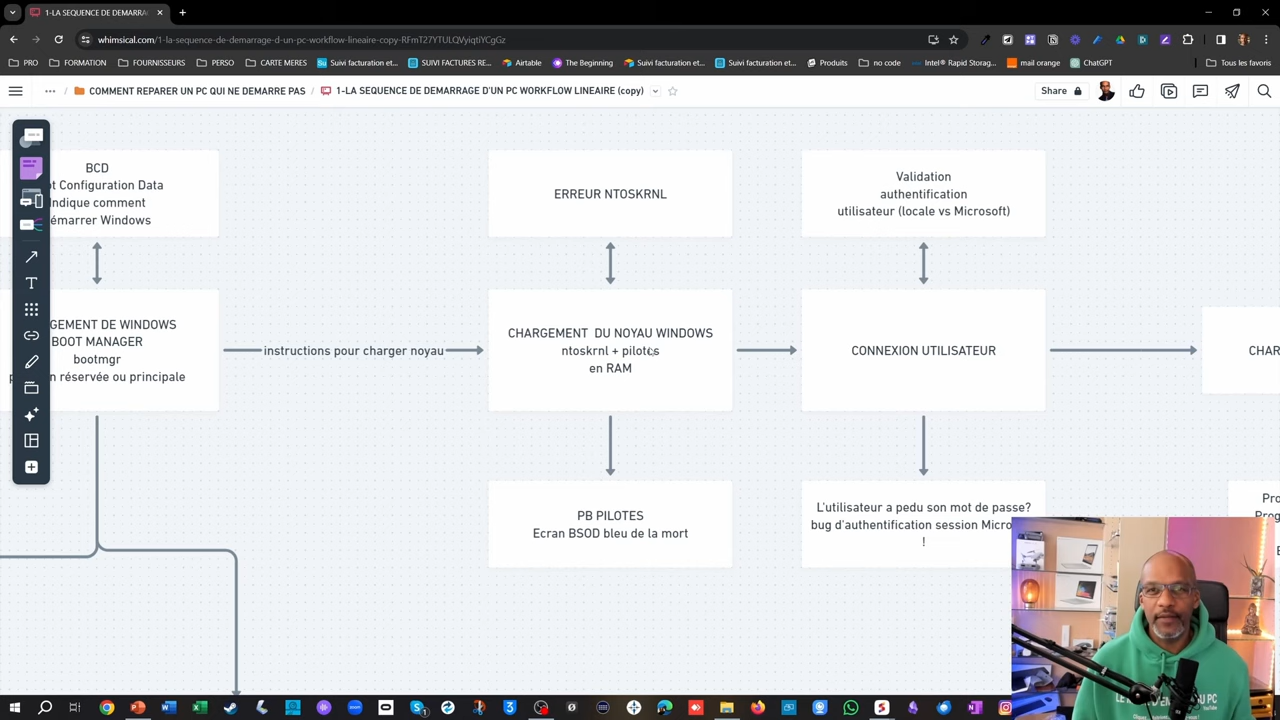 1-LA SEQUENCE DE DEMARRA
whimsical.com/1-la-sequence-de-demarrage-d-un-pc-workflow-lineaire-copy-RFmT27YTULQVyiqtiYCgGz
PRO
FORMATION
FOURNISSEURS
PERSO
CARTE MERES
Suivi facturation et...
SUIVI FACTURES RE...
Airtable
The Beginning
Suivi facturation et...
Suivi facturation et...
Produits
no code
Intel® Rapid Storag...
mail orange
ChatGPT
Tous les favoris
... / COMMENT REPARER UN PC QUI NE DEMARRE PAS / 1-LA SEQUENCE DE DEMARRAGE D'UN PC WORKFLOW LINEAIRE (copy)
Share
BCD
t Configuration Data
Indique comment
émarrer Windows
ERREUR NTOSKRNL
Validation
authentification
utilisateur (locale vs Microsoft)
GEMENT DE WINDOWS
BOOT MANAGER
bootmgr
n réservée ou principale
instructions pour charger noyau
CHARGEMENT DU NOYAU WINDOWS
ntoskrnl + pilotes
en RAM
CONNEXION UTILISATEUR
CHAR
PB PILOTES
Ecran BSOD bleu de la mort
L'utilisateur a pedu son mot de passe?
bug d'authentification session Micro
!
Pro
Prog